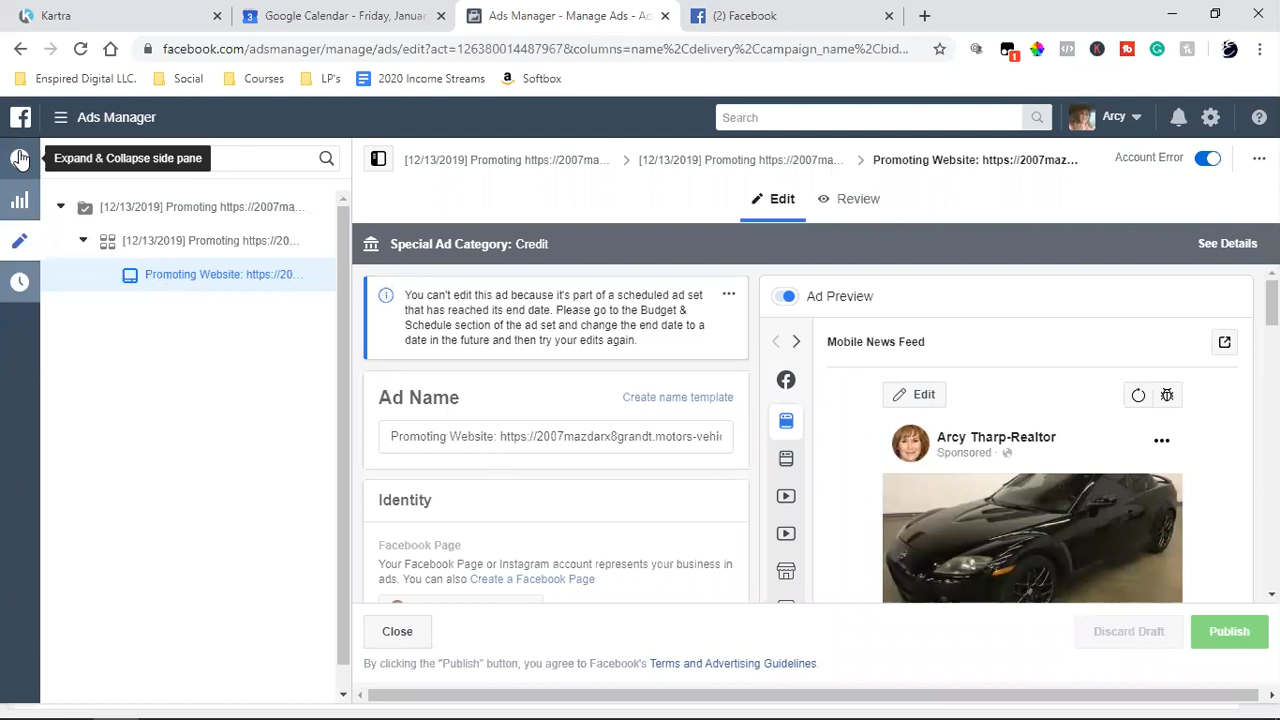 Kartra
Google Calendar - Friday, Januar
Ads Manager - Manage Ads - Ad
(2) Facebook
facebook.com/adsmanager/manage/ads/edit?act=126380014487967&columns=name%2Cdelivery%2Ccampaign_name%2Cbid...
1
Enspired Digital LLC.
Social
Courses
LP's
2020 Income Streams
Softbox
Ads Manager
Search
Arcy
Expand & Collapse side pane
[12/13/2019] Promoting https://2007ma...
[12/13/2019] Promoting https://20...
Promoting Website: https://20...
[12/13/2019] Promoting https://2007maz...
[12/13/2019] Promoting https://2007maz...
Promoting Website: https://2007maz...
Account Error
Edit
Review
Special Ad Category: Credit
See Details
You can't edit this ad because it's part of a scheduled ad set
that has reached its end date. Please go to the Budget &
Schedule section of the ad set and change the end date to a
date in the future and then try your edits again.
Ad Name
Create name template
Promoting Website: https://2007mazdarx8grandt.motors-vehic
Identity
Facebook Page
Your Facebook Page or Instagram account represents your business in
ads. You can also Create a Facebook Page
Ad Preview
Mobile News Feed
Edit
Arcy Tharp-Realtor
Sponsored ·
Close
Discard Draft
Publish
By clicking the "Publish" button, you agree to Facebook's Terms and Advertising Guidelines.